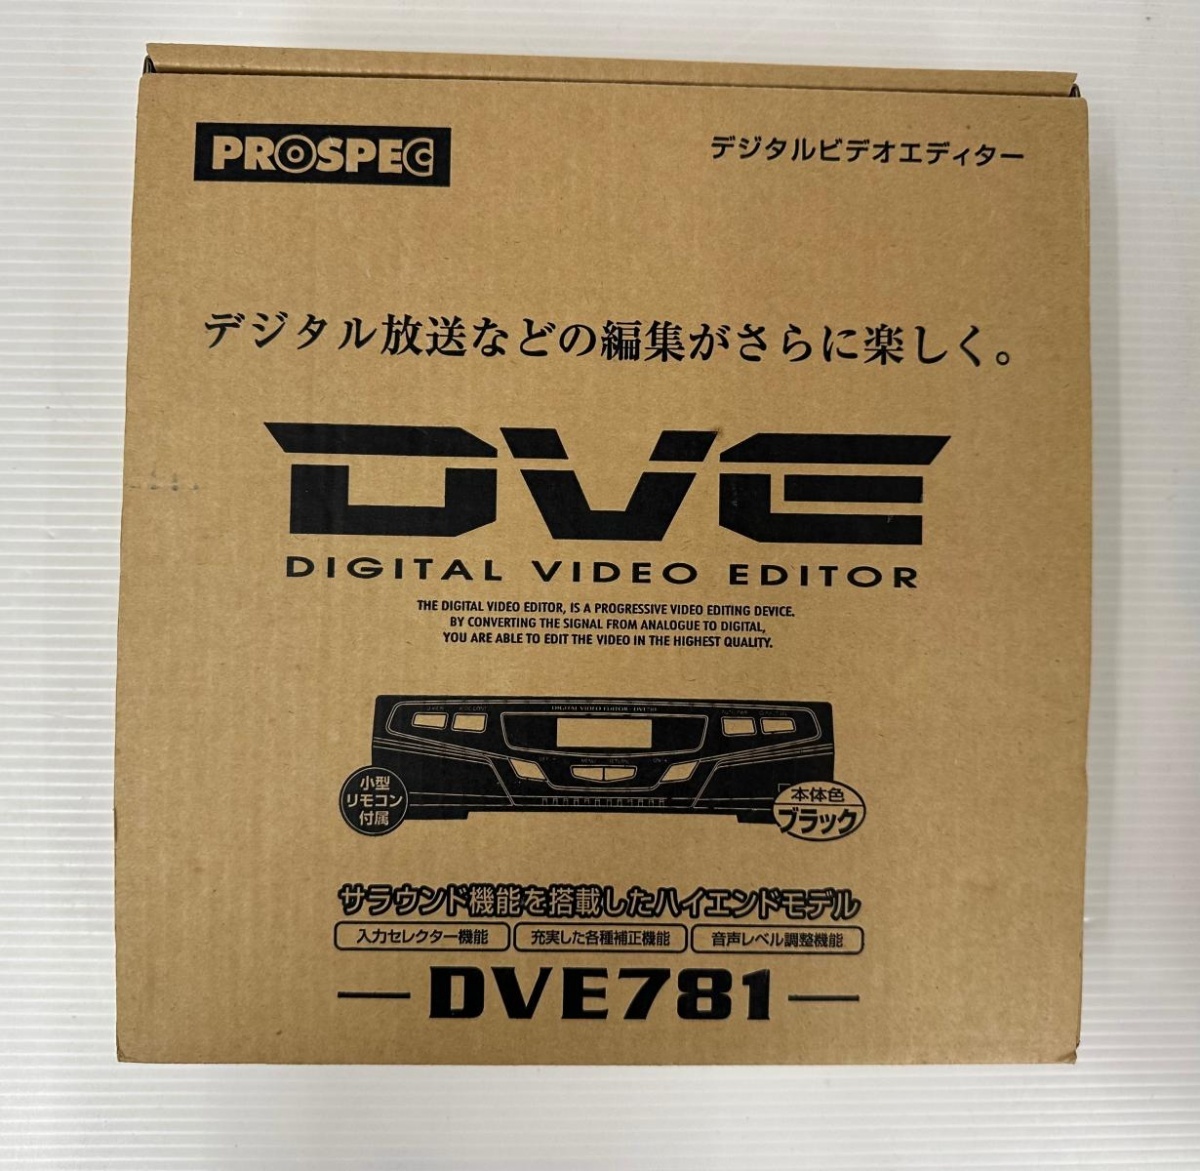 PROSPEC
デジタルビデオエディター
デジタル放送などの編集がさらに楽しく。
DVE
DIGITAL VIDEO EDITOR
THE DIGITAL VIDEO EDITOR, IS A PROGRESSIVE VIDEO EDITING DEVICE.
BY CONVERTING THE SIGNAL FROM ANALOGUE TO DIGITAL,
YOU ARE ABLE TO EDIT THE VIDEO IN THE HIGHEST QUALITY.
小型
リモコン
付属
本体色
ブラック
サラウンド機能を搭載したハイエンドモデル
入力セレクター機能
充実した各種補正機能
音声レベル調整機能
DVE781